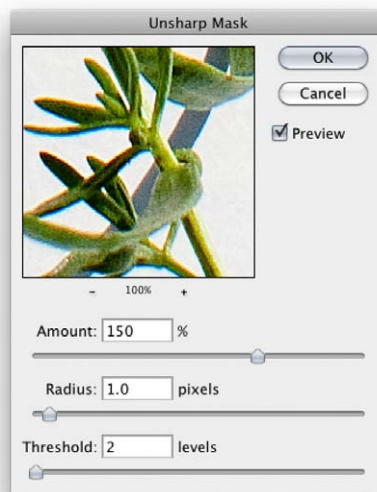 Unsharp Mask
OK
Cancel
Preview
- 100% +
Amount: 150 %
Radius: 1.0 pixels
Threshold: 2 levels